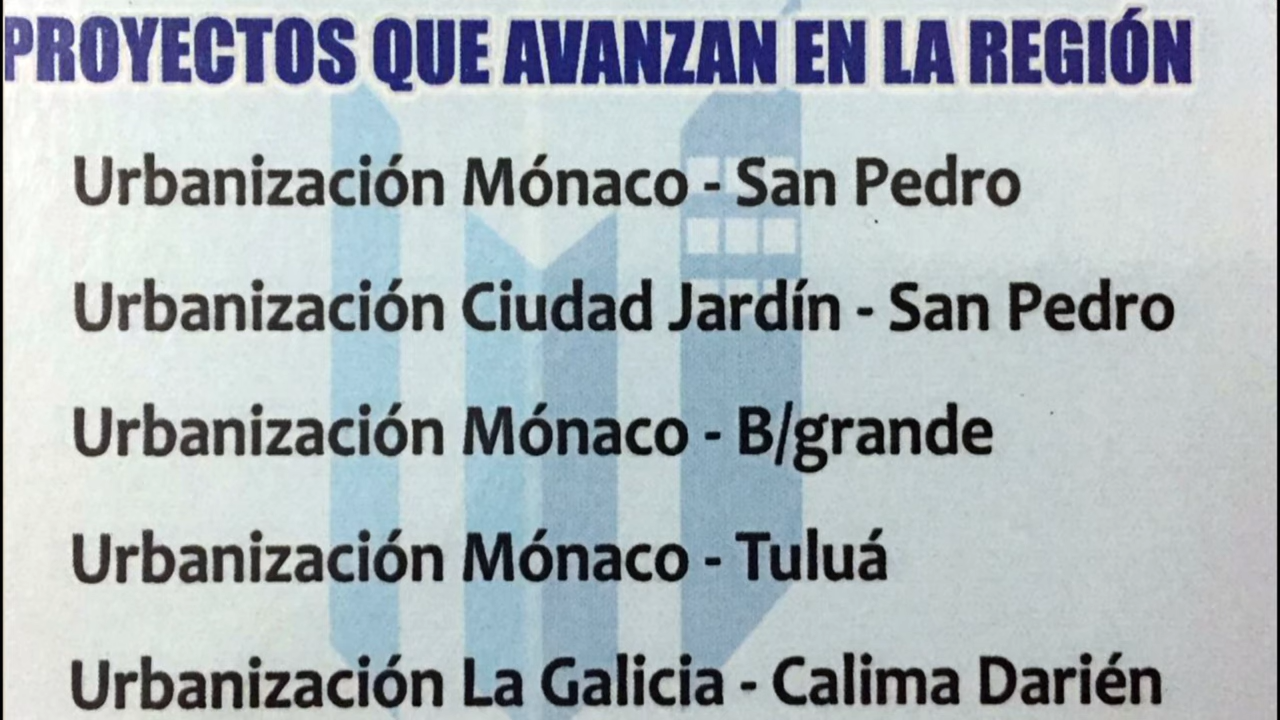 PROYECTOS QUE AVANZAN EN LA REGIÓN
Urbanización Mónaco - San Pedro
Urbanización Ciudad Jardín - San Pedro
Urbanización Mónaco - B/grande
Urbanización Mónaco - Tuluá
Urbanización La Galicia - Calima Darién